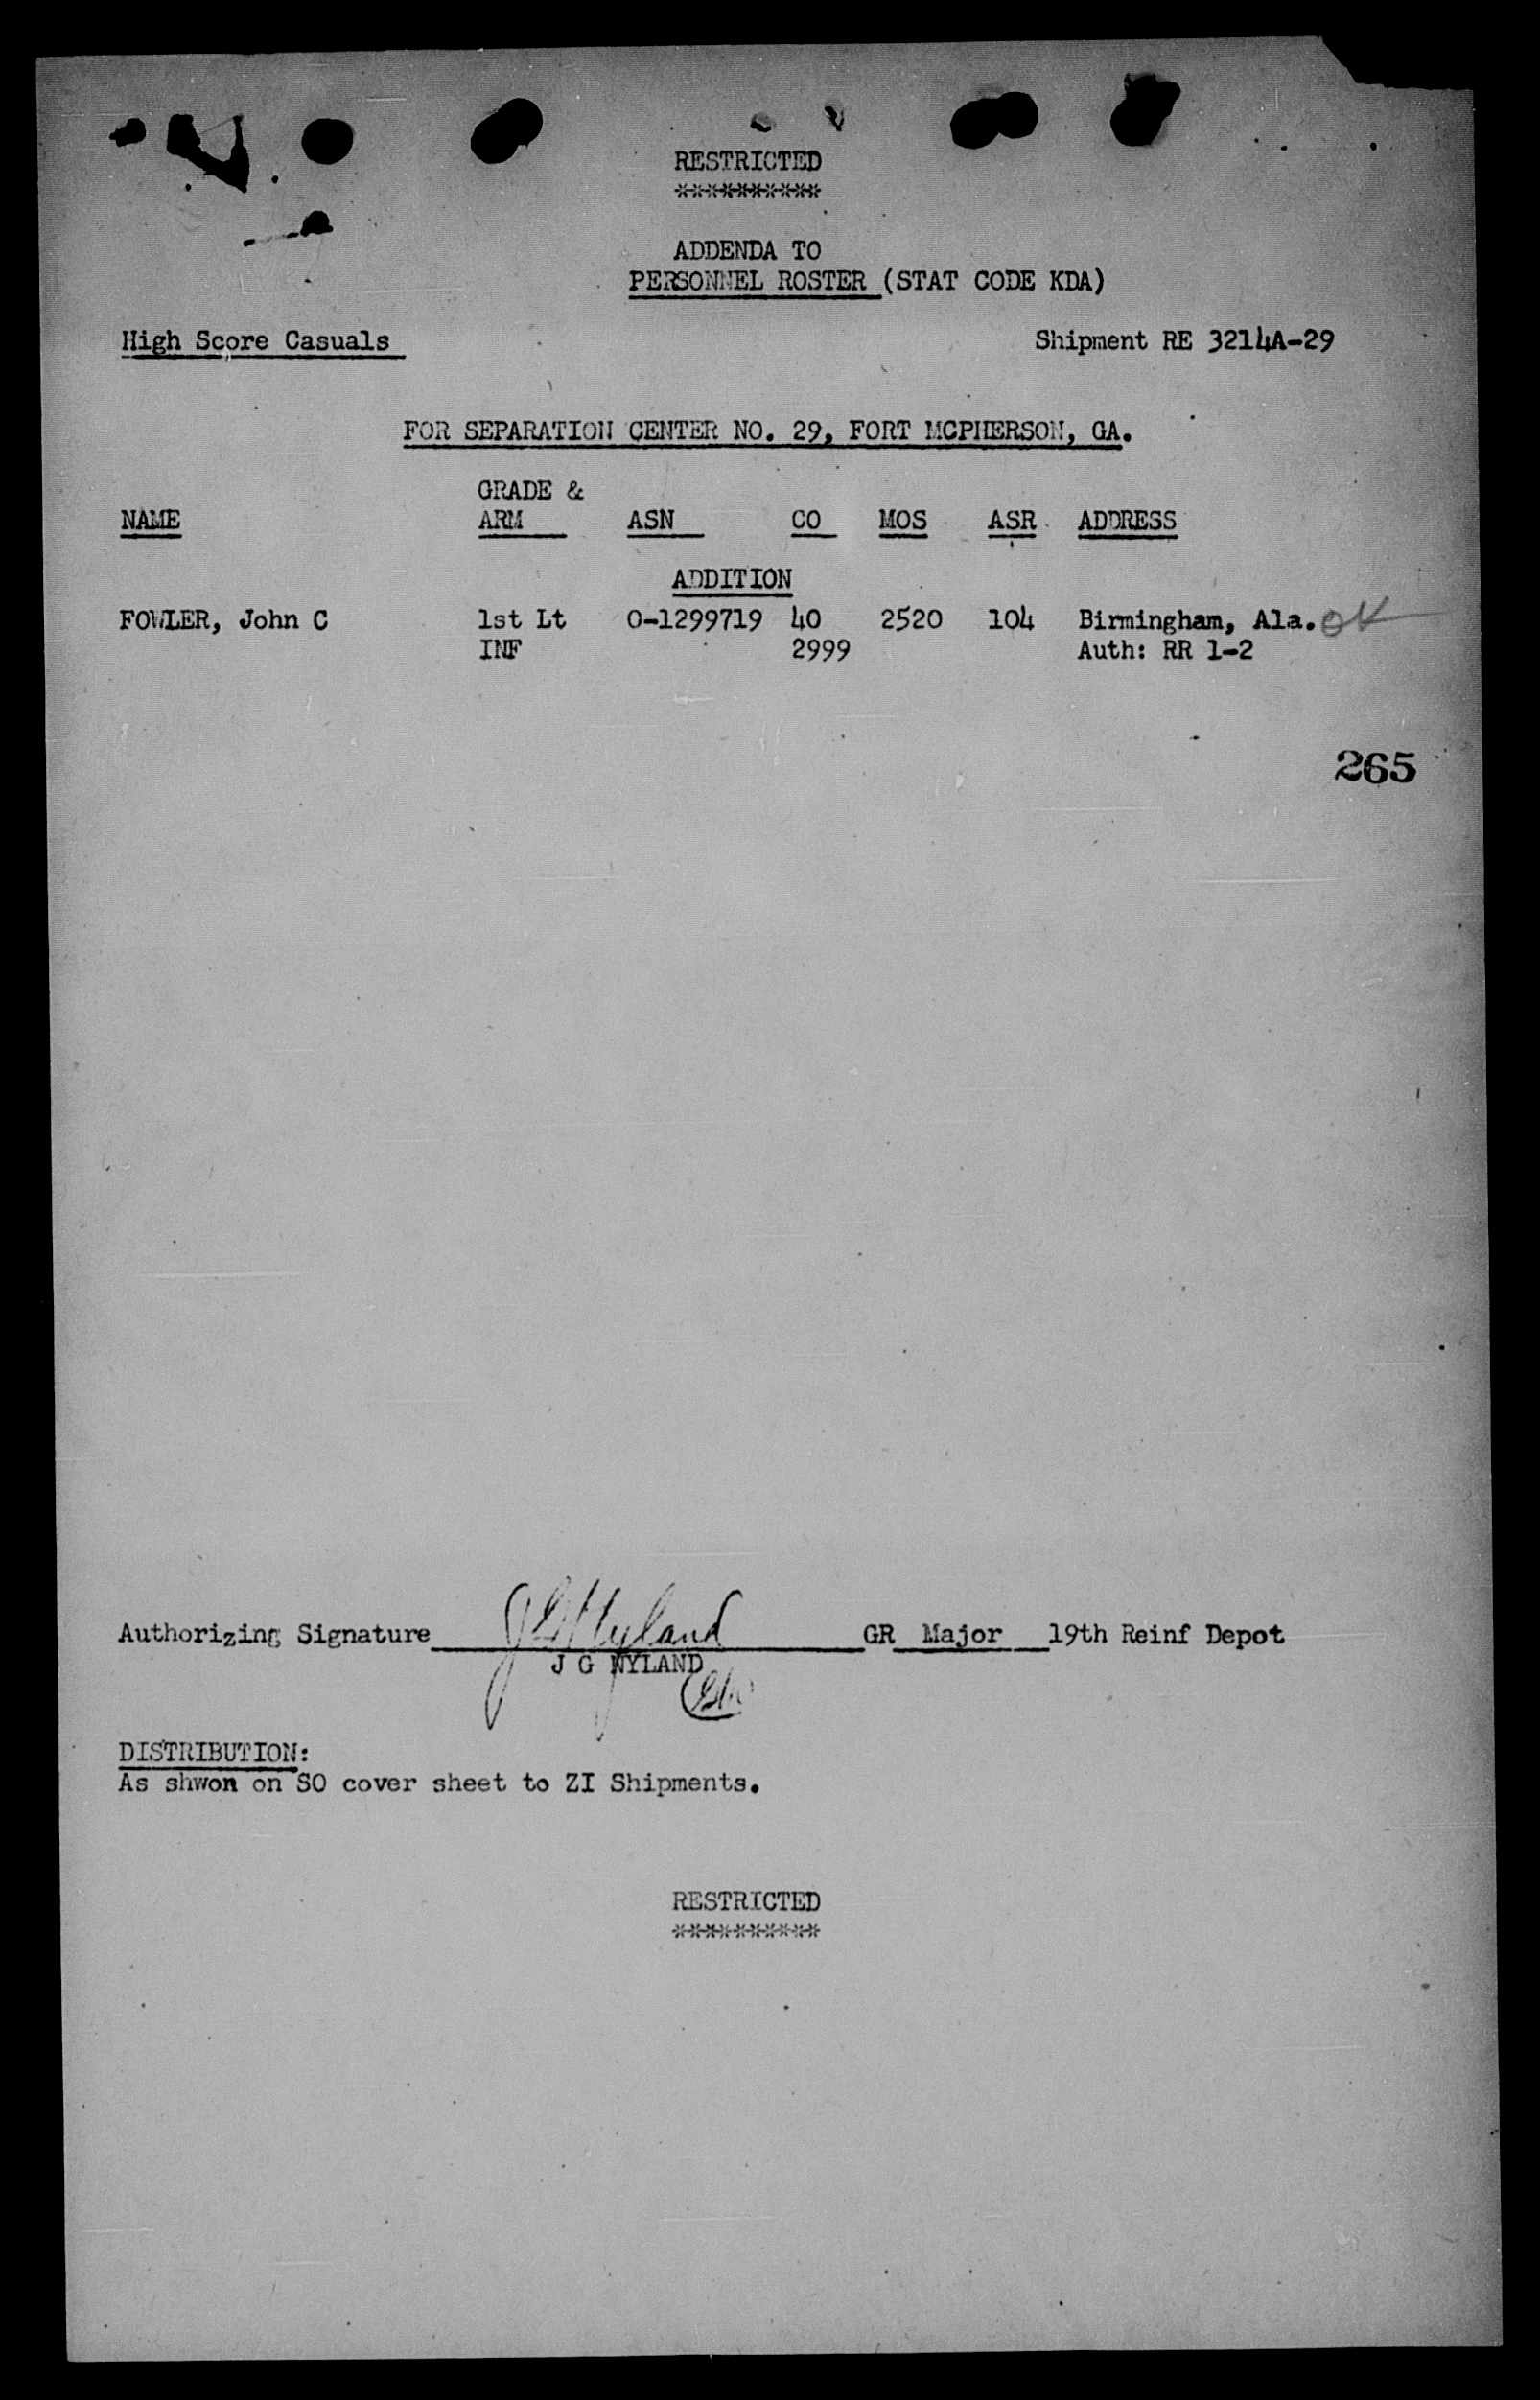 RESTRICTED
**********
ADDENDA TO
PERSONNEL ROSTER (STAT CODE KDA)
High Score Casuals Shipment RE 3214A-29
FOR SEPARATION CENTER NO. 29, FORT MCPHERSON, GA.
GRADE &
NAME ARM ASN CO MOS ASR ADDRESS
ADDITION
FOWLER, John C 1st Lt O-1299719 40 2520 104 Birmingham, Ala. OK
INF 2999 Auth: RR 1-2
265
Authorizing Signature J G Nyland GR Major 19th Reinf Depot
J G NYLAND
DISTRIBUTION:
As shwon on SO cover sheet to ZI Shipments.
RESTRICTED
**********